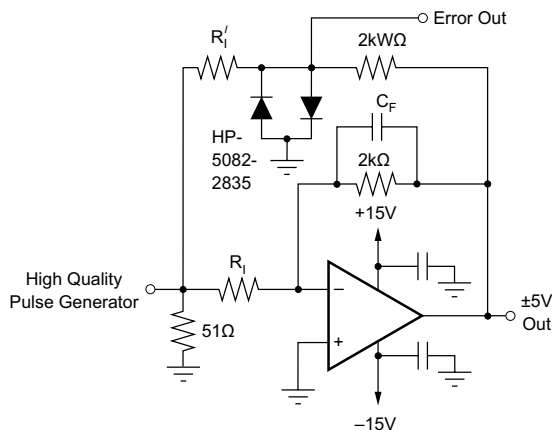 Error Out
R'I
2kWΩ
CF
HP-
5082-
2835
2kΩ
+15V
High Quality
Pulse Generator
RI
51Ω
–
+
±5V
Out
–15V